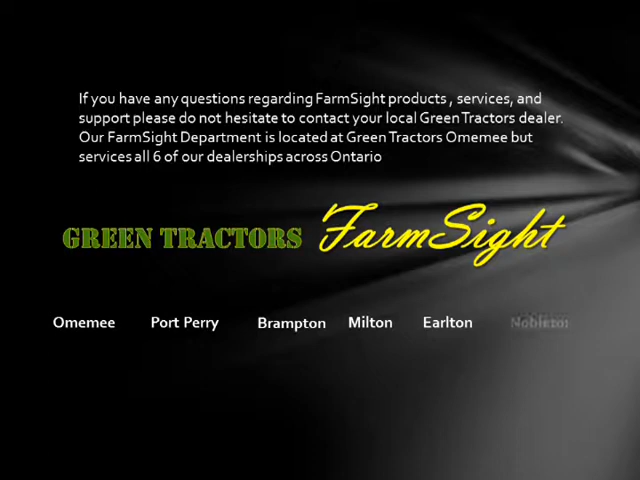 If you have any questions regarding FarmSight products , services, and
support please do not hesitate to contact your local Green Tractors dealer.
Our FarmSight Department is located at Green Tractors Omemee but
services all 6 of our dealerships across Ontario
GREEN TRACTORS FarmSight
Omemee Port Perry Brampton Milton Earlton